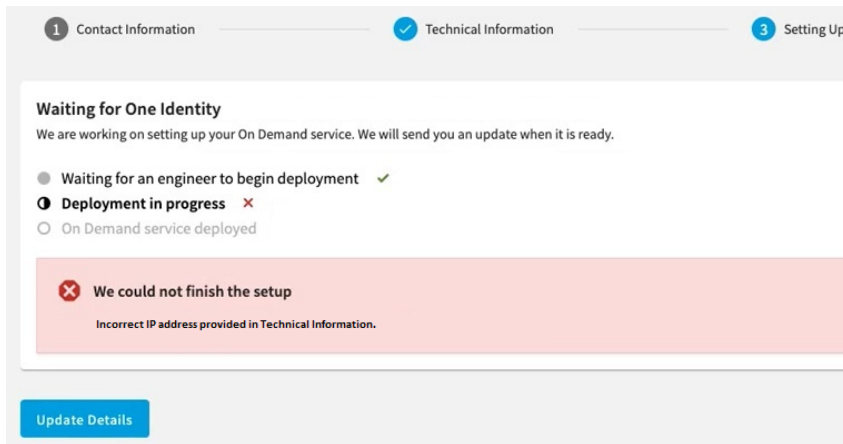 1 Contact Information Technical Information 3 Setting Up
Waiting for One Identity
We are working on setting up your On Demand service. We will send you an update when it is ready.
Waiting for an engineer to begin deployment
Deployment in progress
On Demand service deployed
We could not finish the setup
Incorrect IP address provided in Technical Information.
Update Details